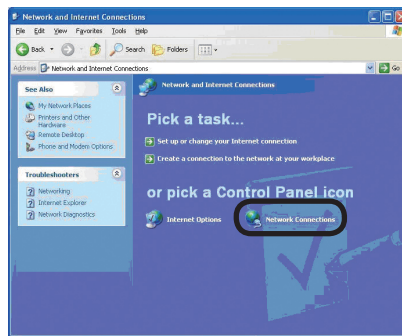 Network and Internet Connections
File Edit View Favorites Tools Help
Back Search Folders
Address Network and Internet Connections Go
See Also
My Network Places
Printers and Other
Hardware
Remote Desktop
Phone and Modem Options
Troubleshooters
Networking
Internet Explorer
Network Diagnostics
Network and Internet Connections
Pick a task...
Set up or change your Internet connection
Create a connection to the network at your workplace
or pick a Control Panel icon
Internet Options
Network Connections